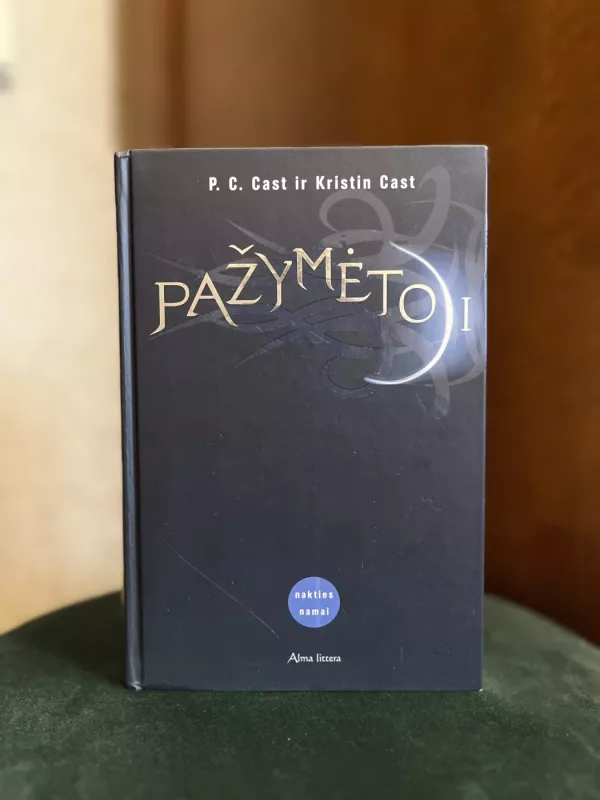 P. C. Cast ir Kristin Cast
PAŽYMĖTOJI
nakties
namai
Alma littera